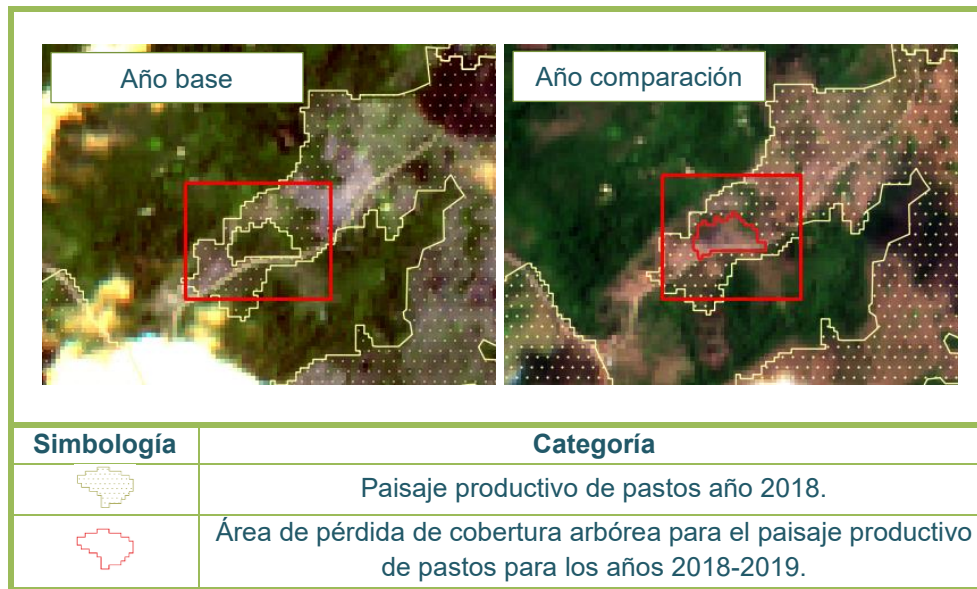 Año base
Año comparación
Simbología
Categoría
Paisaje productivo de pastos año 2018.
Área de pérdida de cobertura arbórea para el paisaje productivo
de pastos para los años 2018-2019.